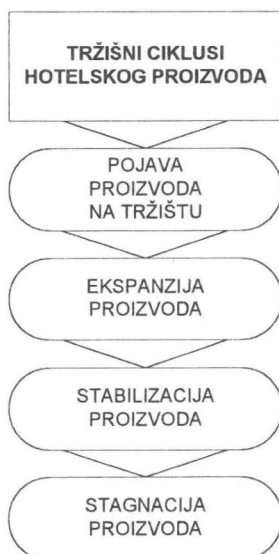 TRŽIŠNI CIKLUSI
HOTELSKOG PROIZVODA
POJAVA
PROIZVODA
NA TRŽIŠTU
EKSPANZIJA
PROIZVODA
STABILIZACIJA
PROIZVODA
STAGNACIJA
PROIZVODA